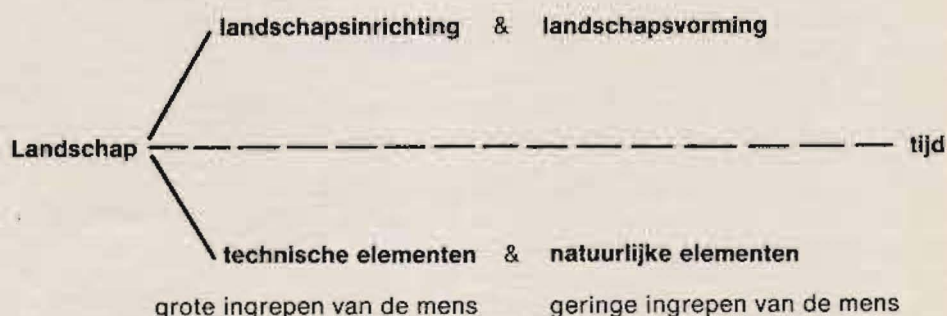 landschapsinrichting & landschapsvorming
Landschap tijd
technische elementen & natuurlijke elementen
grote ingrepen van de mens geringe ingrepen van de mens